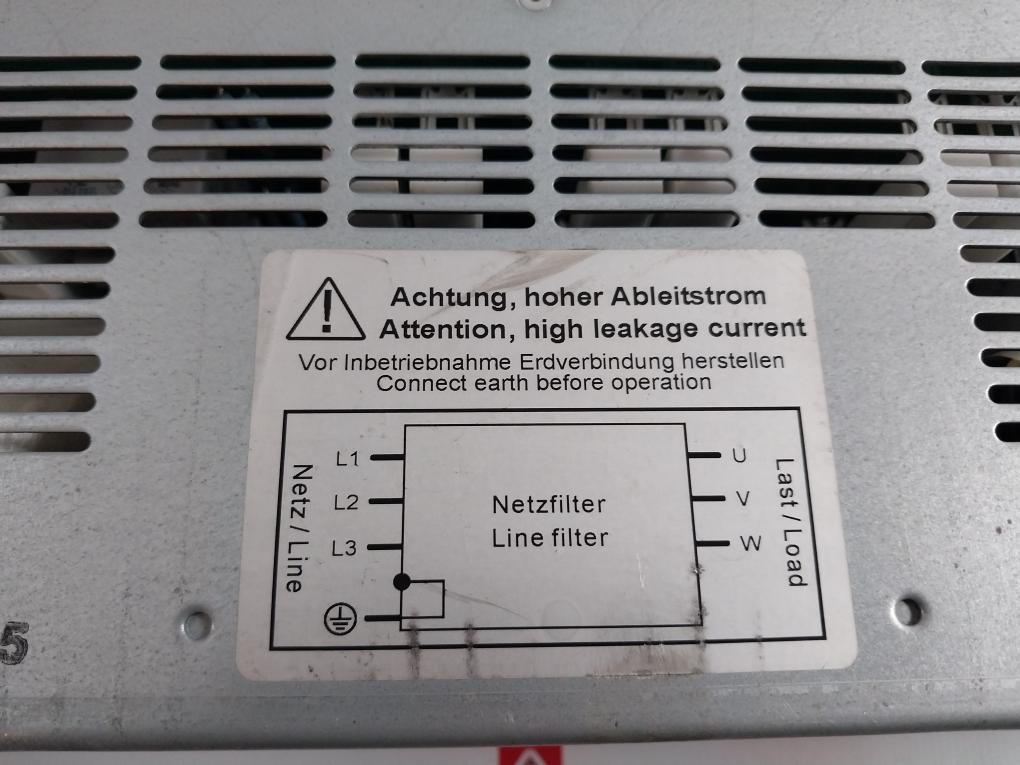 Achtung, hoher Ableitstrom
Attention, high leakage current
Vor Inbetriebnahme Erdverbindung herstellen
Connect earth before operation
Netz / Line
L1
L2
L3
Netzfilter
Line filter
U
V
W
Last / Load
5